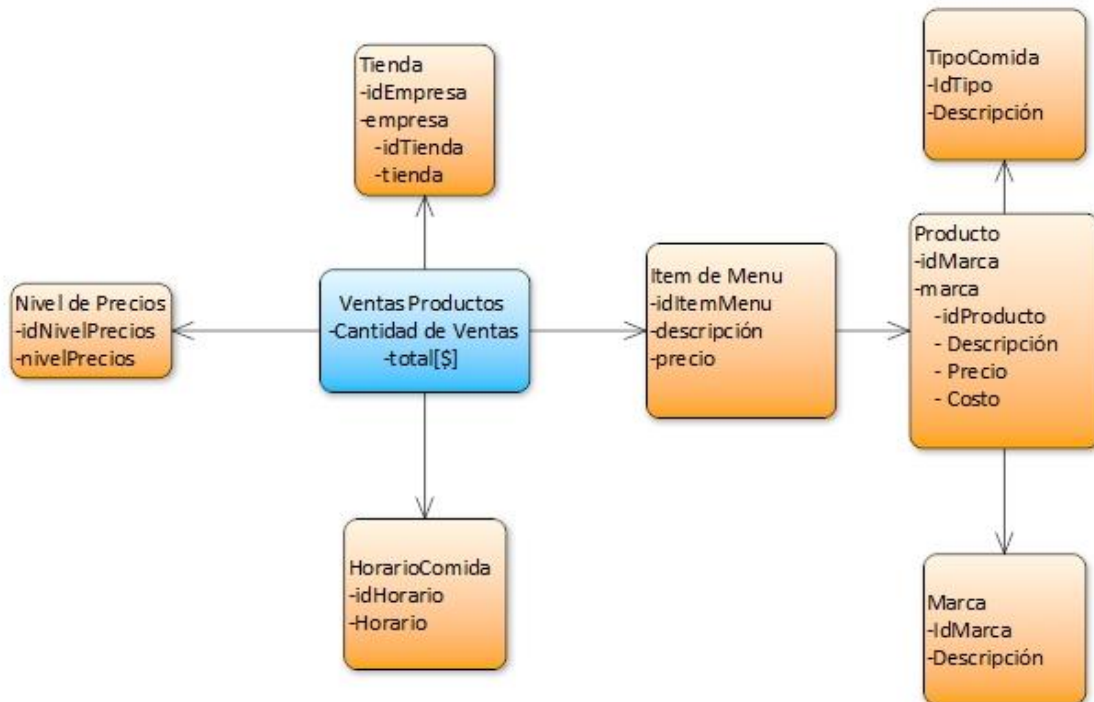 Tienda
-idEmpresa
-empresa
-idTienda
-tienda
TipoComida
-IdTipo
-Descripción
Nivel de Precios
-idNivelPrecios
-nivelPrecios
Ventas Productos
-Cantidad de Ventas
-total[$]
Item de Menu
-idItemMenu
-descripción
-precio
Producto
-idMarca
-marca
-idProducto
- Descripción
- Precio
- Costo
HorarioComida
-idHorario
-Horario
Marca
-IdMarca
-Descripción